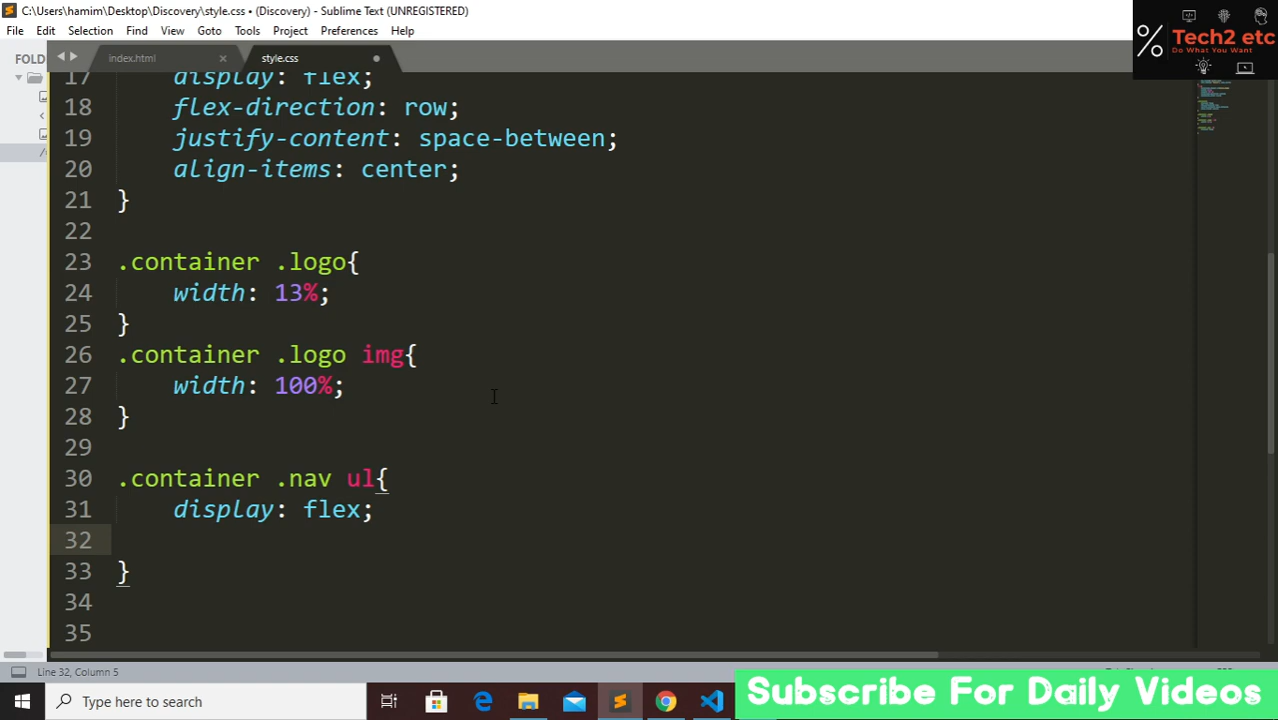 C:\Users\hamim\Desktop\Discovery\style.css • (Discovery) - Sublime Text (UNREGISTERED)
File Edit Selection Find View Goto Tools Project Preferences Help
Tech2 etc
Do What You Want
FOLD
index.html ×
style.css
17 display: flex;
18 flex-direction: row;
19 justify-content: space-between;
20 align-items: center;
21 }
22
23 .container .logo{
24 width: 13%;
25 }
26 .container .logo img{
27 width: 100%;
28 }
29
30 .container .nav ul{
31 display: flex;
32
33 }
34
35
Line 32, Column 5
Type here to search
Subscribe For Daily Videos